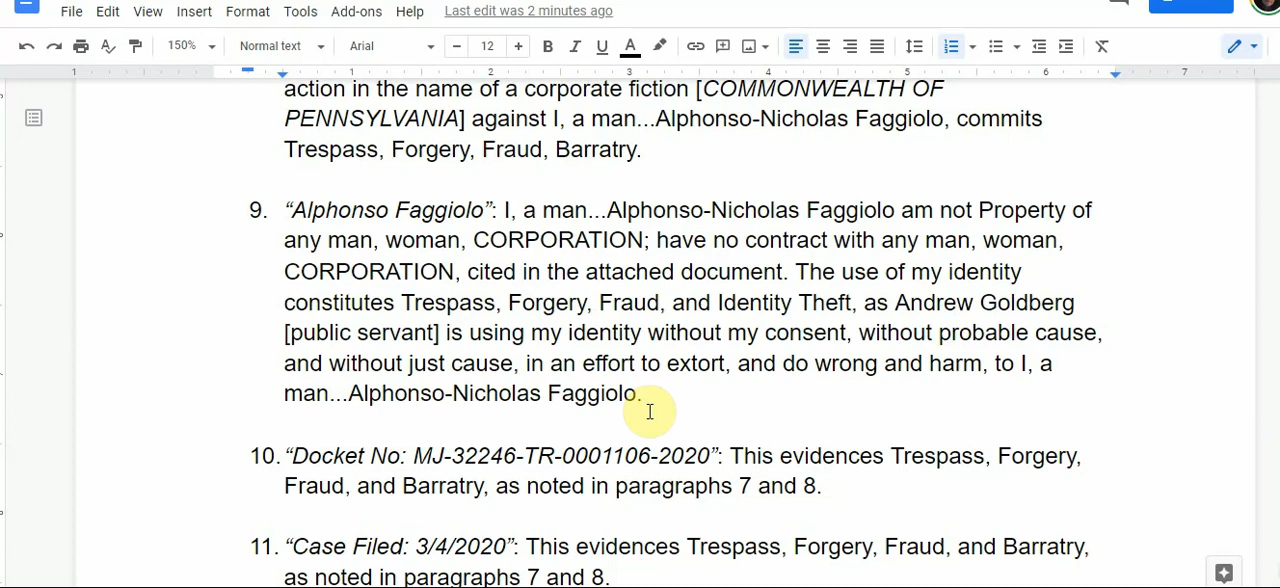 File Edit View Insert Format Tools Add-ons Help Last edit was 2 minutes ago
150% Normal text Arial 12 B I U A
1 1 2 3 4 5 6 7
action in the name of a corporate fiction [COMMONWEALTH OF
PENNSYLVANIA] against I, a man...Alphonso-Nicholas Faggiolo, commits
Trespass, Forgery, Fraud, Barratry.
9. “Alphonso Faggiolo”: I, a man...Alphonso-Nicholas Faggiolo am not Property of
any man, woman, CORPORATION; have no contract with any man, woman,
CORPORATION, cited in the attached document. The use of my identity
constitutes Trespass, Forgery, Fraud, and Identity Theft, as Andrew Goldberg
[public servant] is using my identity without my consent, without probable cause,
and without just cause, in an effort to extort, and do wrong and harm, to I, a
man...Alphonso-Nicholas Faggiolo.
10. “Docket No: MJ-32246-TR-0001106-2020”: This evidences Trespass, Forgery,
Fraud, and Barratry, as noted in paragraphs 7 and 8.
11. “Case Filed: 3/4/2020”: This evidences Trespass, Forgery, Fraud, and Barratry,
as noted in paragraphs 7 and 8.